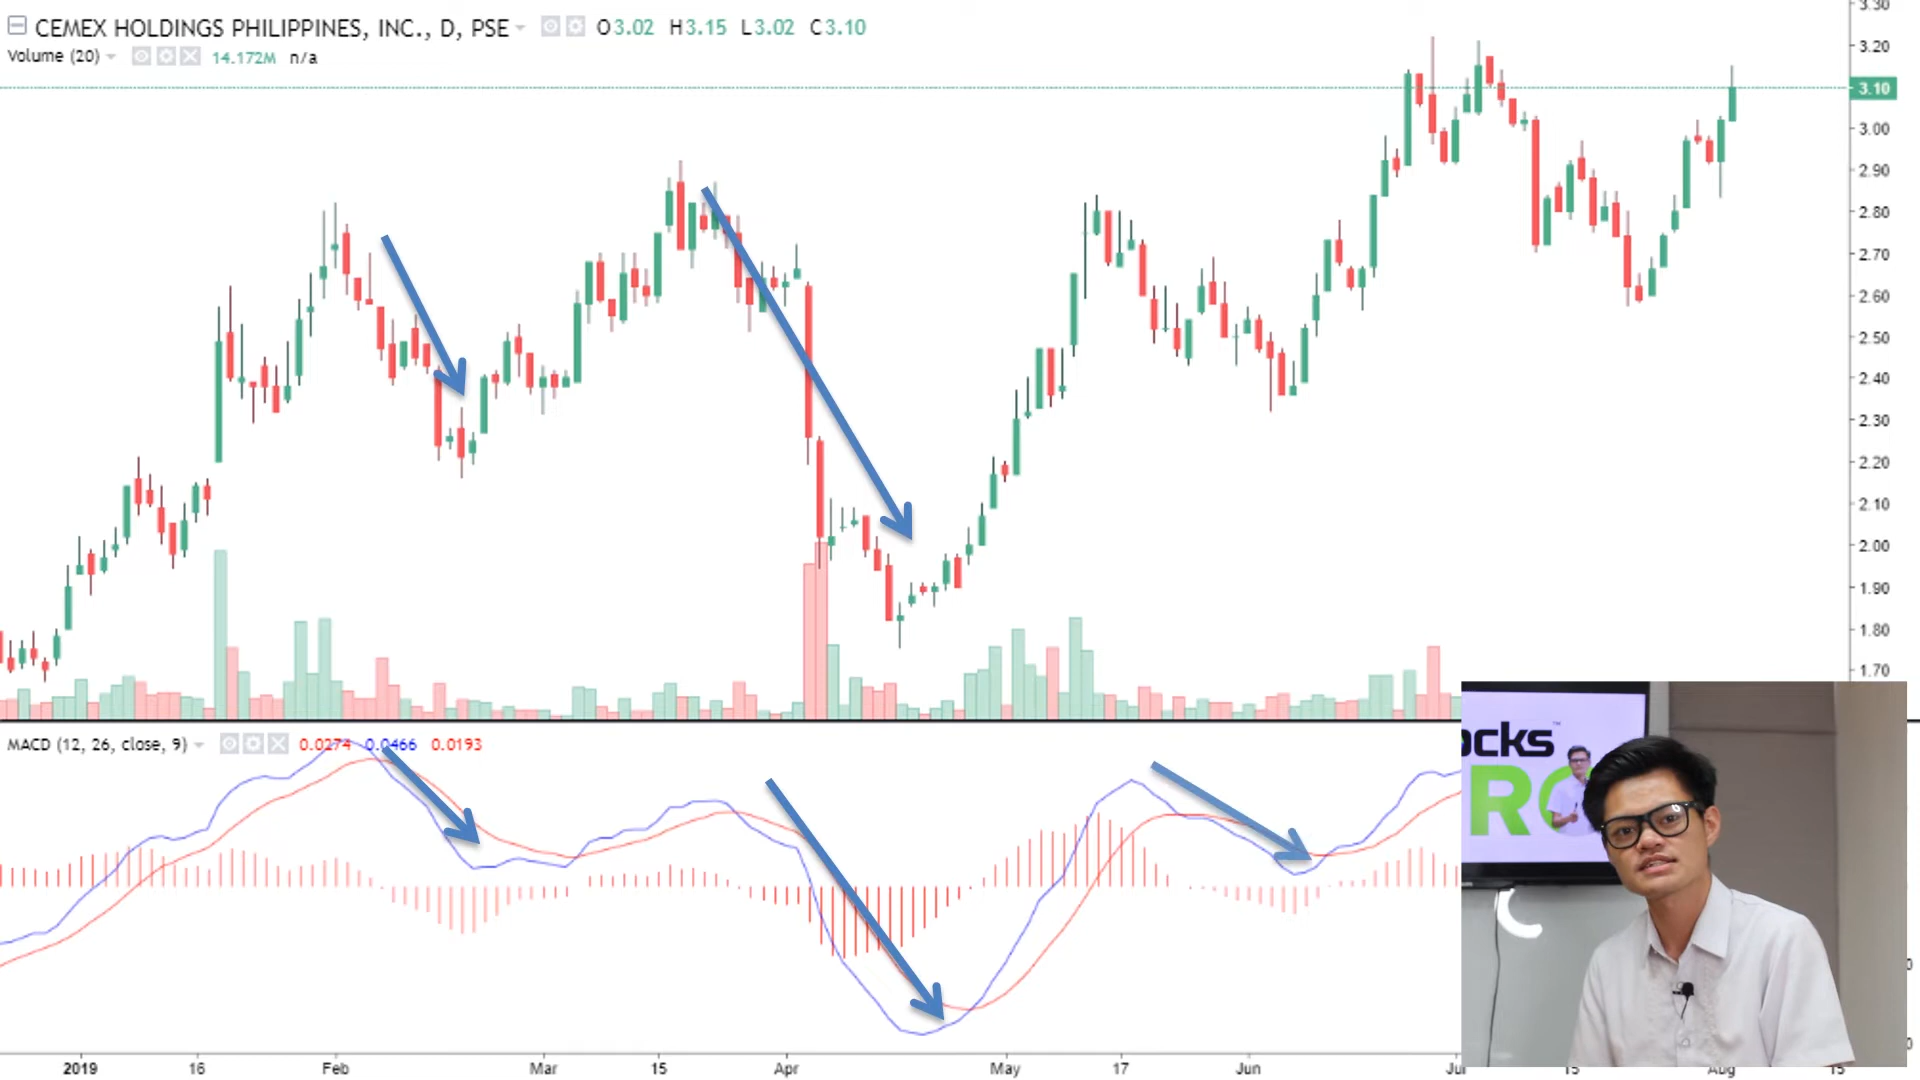 CEMEX HOLDINGS PHILIPPINES, INC., D, PSE O3.02 H3.15 L3.02 C3.10
Volume (20) 14.172M n/a
3.30
3.20
3.10
3.00
2.90
2.80
2.70
2.60
2.50
2.40
2.30
2.20
2.10
2.00
1.90
1.80
1.70
MACD (12, 26, close, 9) 0.0274 0.0466 0.0193
ocks™
RO
2019 16 Feb Mar 15 Apr May 17 Jun 15 Aug 15